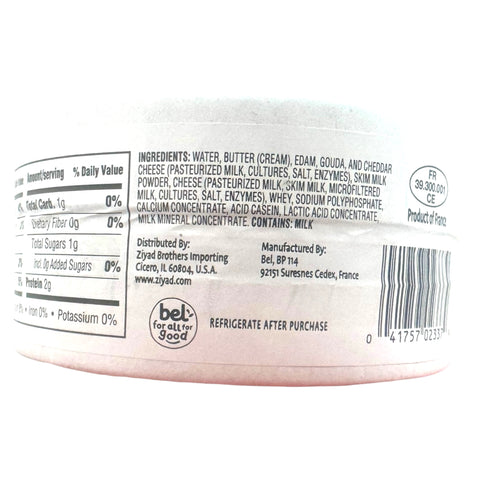 Amount/serving % Daily Value
Total Carb. 1g 0%
Dietary Fiber 0g 0%
Total Sugars 1g
Incl. 0g Added Sugars 0%
Protein 2g
• Iron 0% • Potassium 0%
INGREDIENTS: WATER, BUTTER (CREAM), EDAM, GOUDA, AND CHEDDAR
CHEESE (PASTEURIZED MILK, CULTURES, SALT, ENZYMES), SKIM MILK
POWDER, CHEESE (PASTEURIZED MILK, SKIM MILK, MICROFILTERED
MILK, CULTURES, SALT, ENZYMES), WHEY, SODIUM POLYPHOSPHATE,
CALCIUM CONCENTRATE, ACID CASEIN, LACTIC ACID CONCENTRATE,
MILK MINERAL CONCENTRATE. CONTAINS: MILK
Distributed By:
Ziyad Brothers Importing
Cicero, IL 60804, U.S.A.
www.ziyad.com
Manufactured By:
Bel, BP 114
92151 Suresnes Cedex, France
bel
for all for
good
REFRIGERATE AFTER PURCHASE
FR
39.300.001
CE
Product of France
0 41757 02337